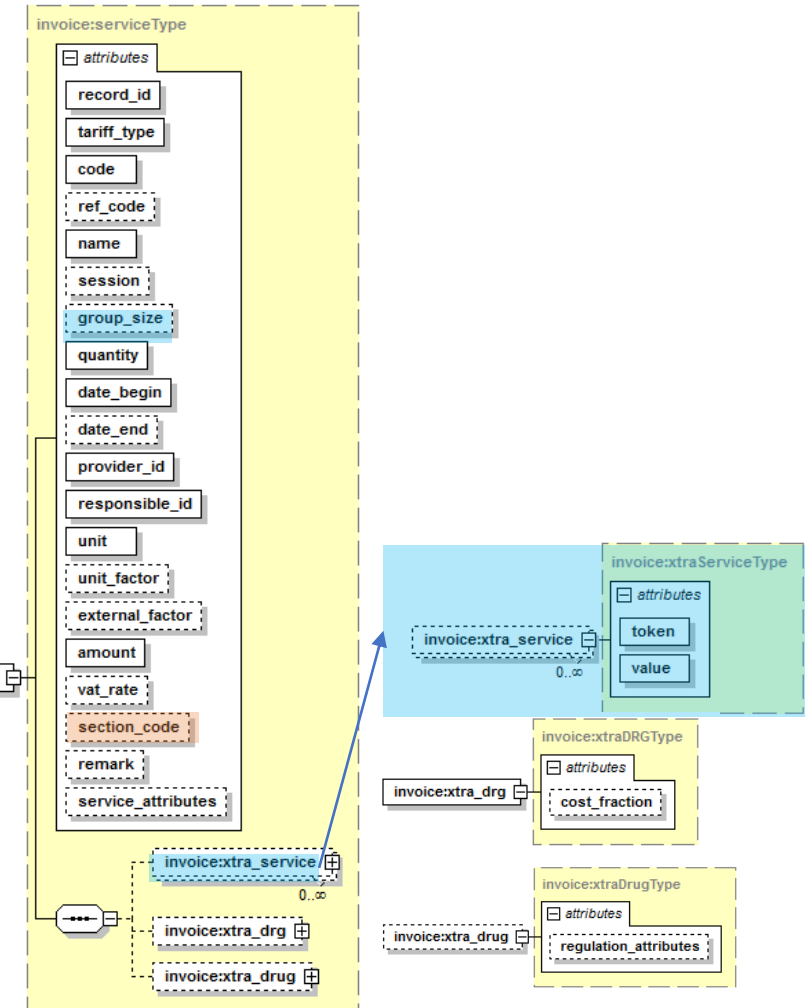 invoice:serviceType
attributes
record_id
tariff_type
code
ref_code
name
session
group_size
quantity
date_begin
date_end
provider_id
responsible_id
unit
unit_factor
external_factor
amount
vat_rate
section_code
remark
service_attributes
invoice:xtra_service
0..∞
invoice:xtra_drg
invoice:xtra_drug
invoice:xtraServiceType
attributes
invoice:xtra_service
0..∞
token
value
invoice:xtraDRGType
attributes
invoice:xtra_drg
cost_fraction
invoice:xtraDrugType
attributes
invoice:xtra_drug
regulation_attributes